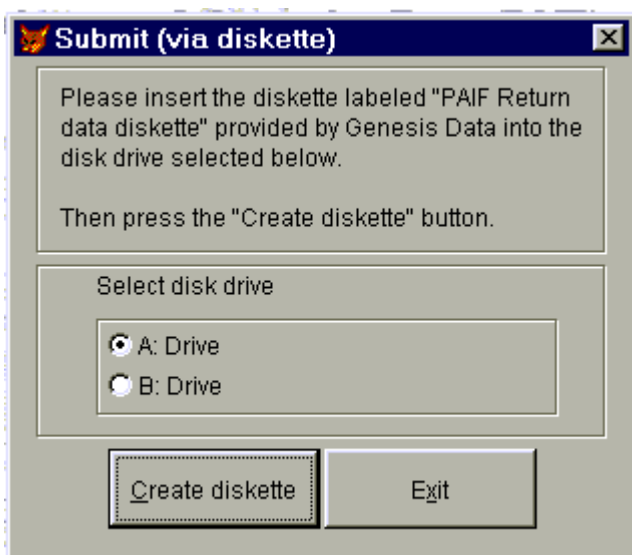 Submit (via diskette)
Please insert the diskette labeled "PAIF Return
data diskette" provided by Genesis Data into the
disk drive selected below.
Then press the "Create diskette" button.
Select disk drive
A: Drive
B: Drive
Create diskette
Exit